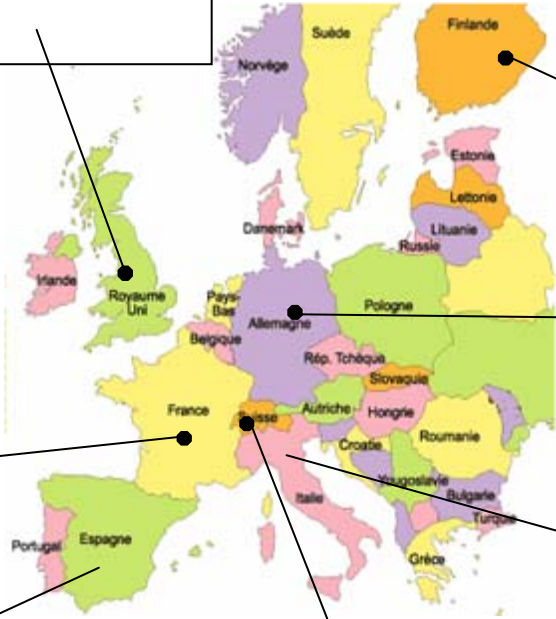 Finlande
Suède
Norvège
Estonie
Lettonie
Danemark
Lituanie
Russie
Irlande
Royaume
Uni
Pays-
Bas
Allemagne
Pologne
Belgique
Rép. Tchèque
Slovaquie
France
Suisse
Autriche
Hongrie
Croatie
Roumanie
Yougoslavie
Italie
Bulgarie
Turquie
Portugal
Espagne
Grèce